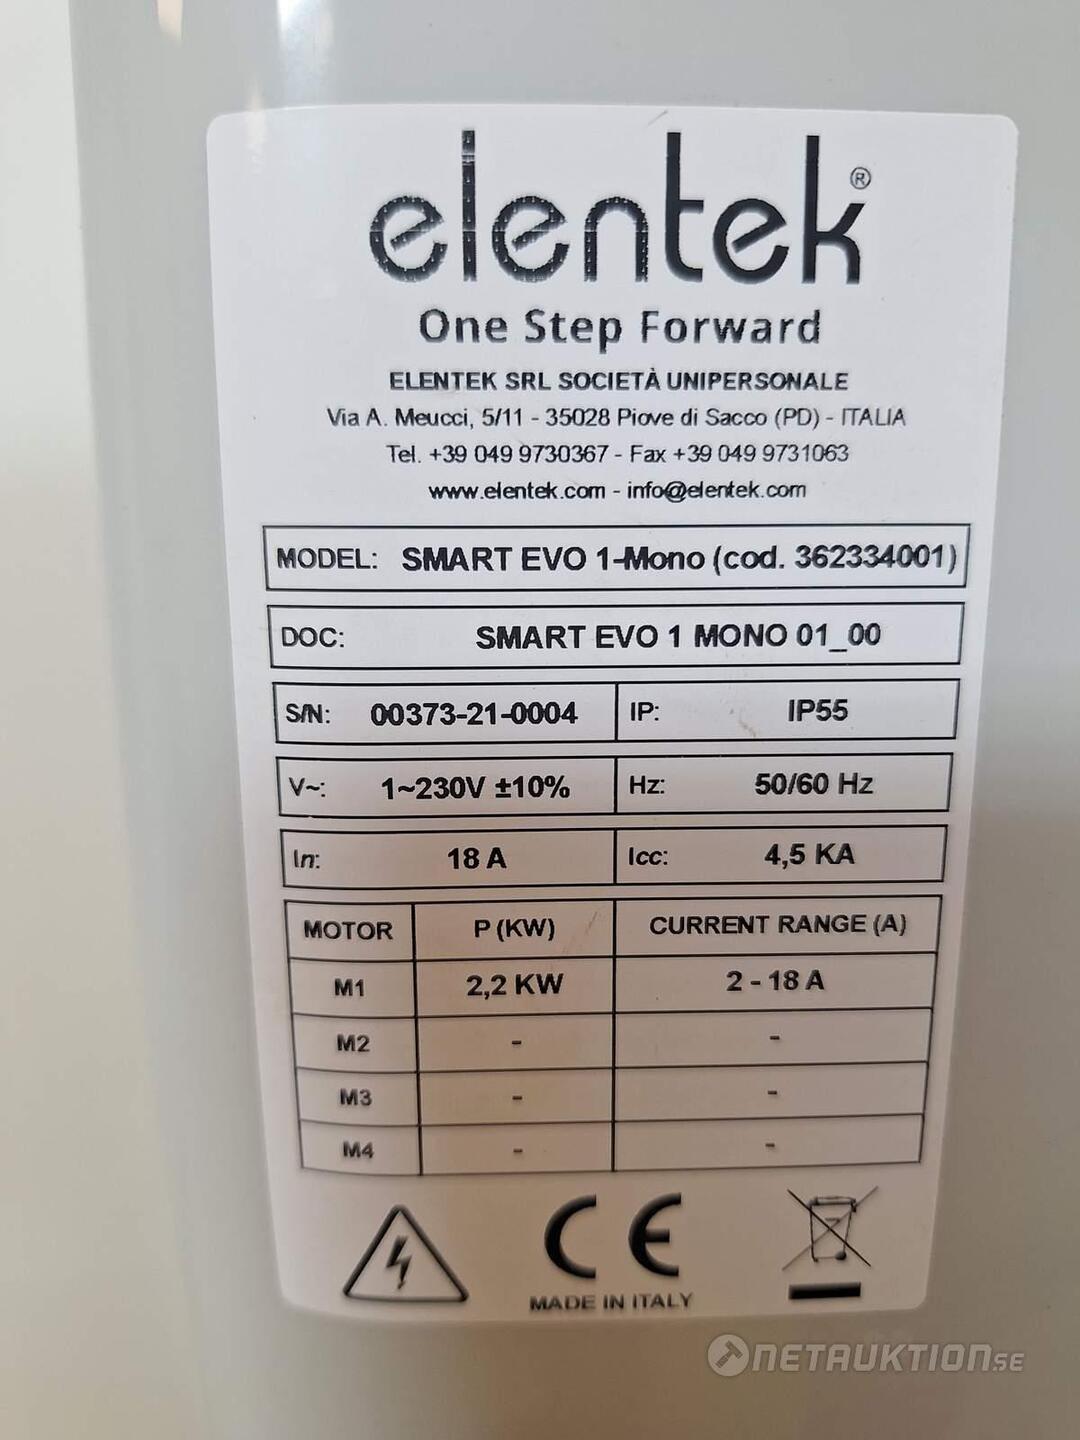 elentek®
One Step Forward
ELENTEK SRL SOCIETÀ UNIPERSONALE
Via A. Meucci, 5/11 - 35028 Piove di Sacco (PD) - ITALIA
Tel. +39 049 9730367 - Fax +39 049 9731063
www.elentek.com - info@elentek.com
MODEL: SMART EVO 1-Mono (cod. 362334001)
DOC: SMART EVO 1 MONO 01_00
S/N: 00373-21-0004 IP: IP55
V~: 1~230V ±10% Hz: 50/60 Hz
In: 18 A Icc: 4,5 KA
MOTOR P (KW) CURRENT RANGE (A)
M1 2,2 KW 2 - 18 A
M2 - -
M3 - -
M4 - -
CE
MADE IN ITALY
NETAUKTION.SE